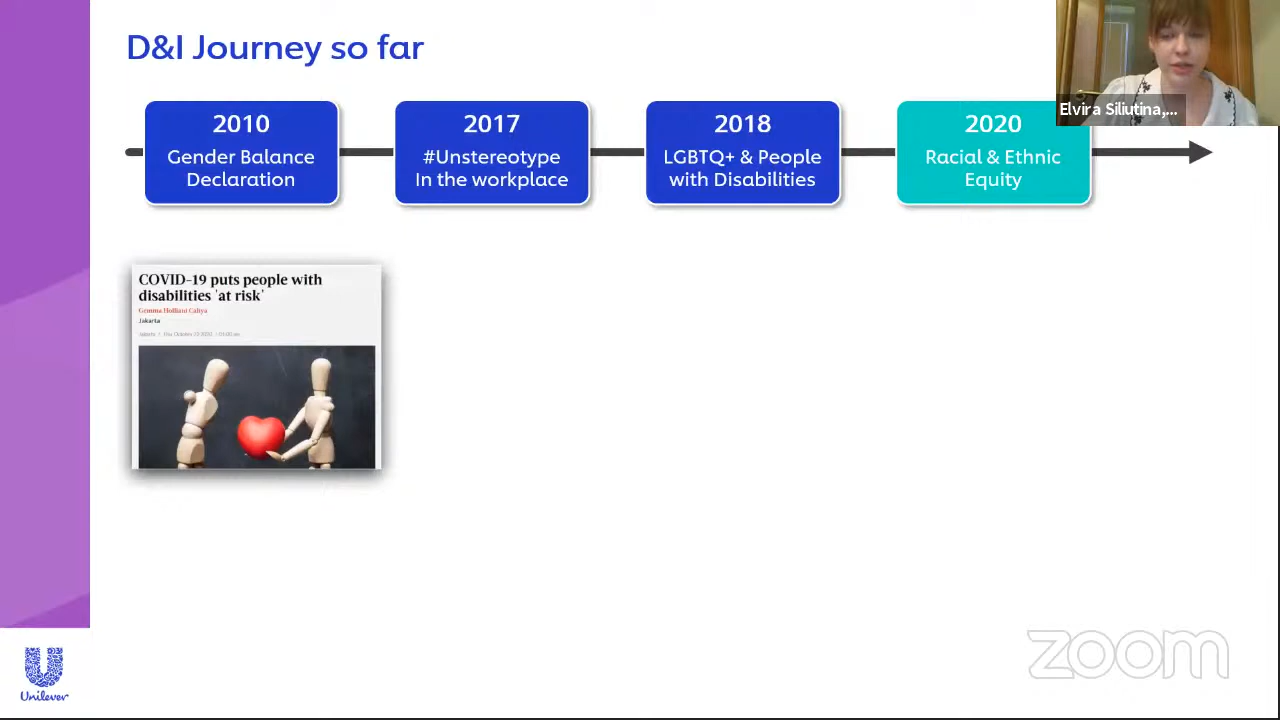 D&I Journey so far
2010
Gender Balance
Declaration
2017
#Unstereotype
In the workplace
2018
LGBTQ+ & People
with Disabilities
2020
Racial & Ethnic
Equity
Elvira Siliutina,...
COVID-19 puts people with
disabilities 'at risk'
Jakarta
Unilever
zoom